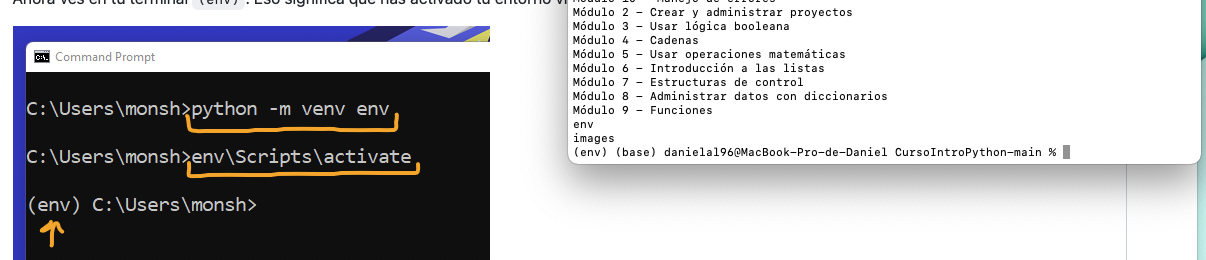 Ahora ves en tu terminal (env). Eso significa que has activado tu entorno vi
Command Prompt
C:\Users\monsh>python -m venv env
C:\Users\monsh>env\Scripts\activate
(env) C:\Users\monsh>
Módulo 10 - Manejo de errores
Módulo 2 - Crear y administrar proyectos
Módulo 3 - Usar lógica booleana
Módulo 4 - Cadenas
Módulo 5 - Usar operaciones matemáticas
Módulo 6 - Introducción a las listas
Módulo 7 - Estructuras de control
Módulo 8 - Administrar datos con diccionarios
Módulo 9 - Funciones
env
images
(env) (base) danielal96@MacBook-Pro-de-Daniel CursoIntroPython-main %